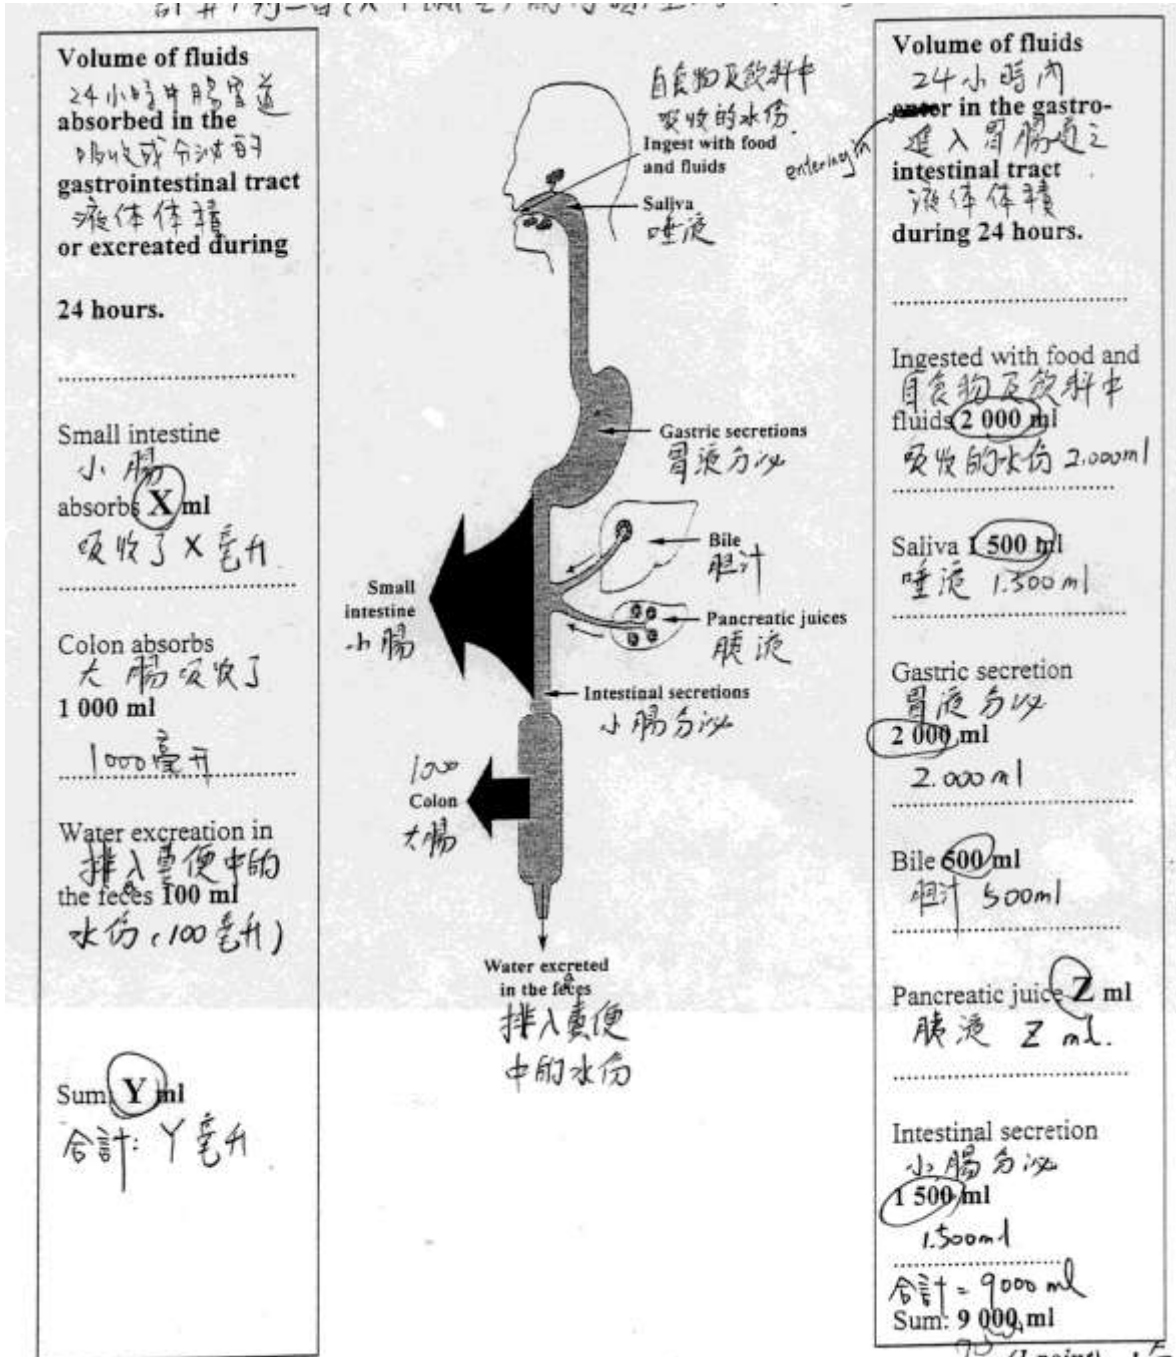 Volume of fluids
24小時中腸胃道
absorbed in the
吸收或分泌的
gastrointestinal tract
液体体積
or excreated during
24 hours.
Small intestine
小腸
absorbs X ml
吸收了 X 毫升
Colon absorbs
大腸吸收了
1 000 ml
1000毫升
Water excreation in
排入糞便中的
the feces 100 ml
水份(100毫升)
Sum: Y ml
合計: Y毫升
自食物及飲料中
吸收的水份
Ingest with food
and fluids
Saliva
唾液
Gastric secretions
胃液分泌
Bile
胆汁
Small
intestine
小腸
Pancreatic juices
胰液
Intestinal secretions
小腸分泌
1000
Colon
大腸
Water excreted
in the feces
排入糞便
中的水份
Volume of fluids
24小時內
in the gastro-
entering in
進入胃腸道之
intestinal tract
液体体積
during 24 hours.
Ingested with food and
自食物及飲料中
fluids 2 000 ml
吸收的水份 2.000ml
Saliva 1 500 ml
唾液 1.500ml
Gastric secretion
胃液分泌
2 000 ml
2.000ml
Bile 500 ml
胆汁 500ml
Pancreatic juice Z ml
胰液 Z ml.
Intestinal secretion
小腸分泌
1 500 ml
1.500ml
合計 = 9000 ml
Sum: 9 000 ml